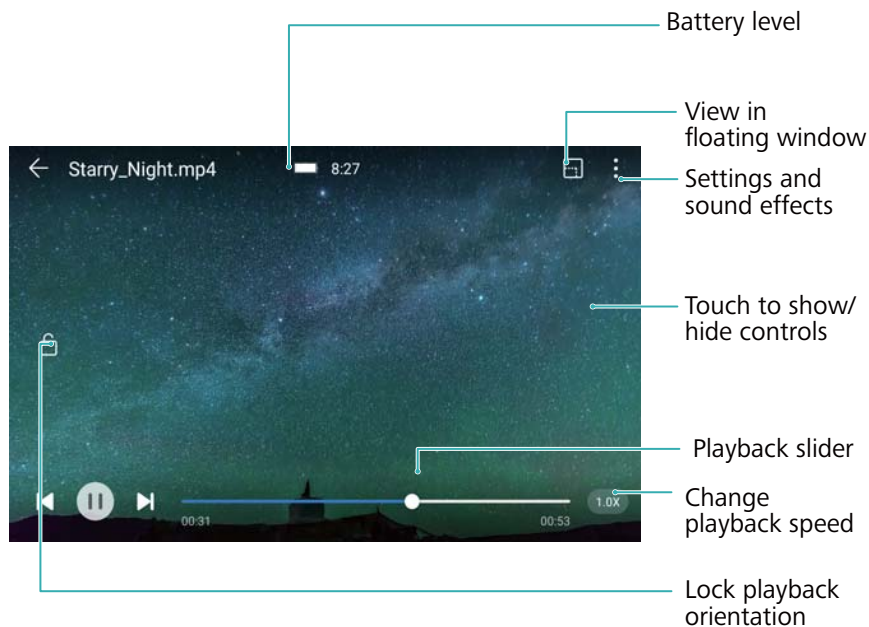 Battery level
View in
floating window
Starry_Night.mp4
8:27
Settings and
sound effects
Touch to show/
hide controls
Playback slider
00:31
00:53
1.0X
Change
playback speed
Lock playback
orientation